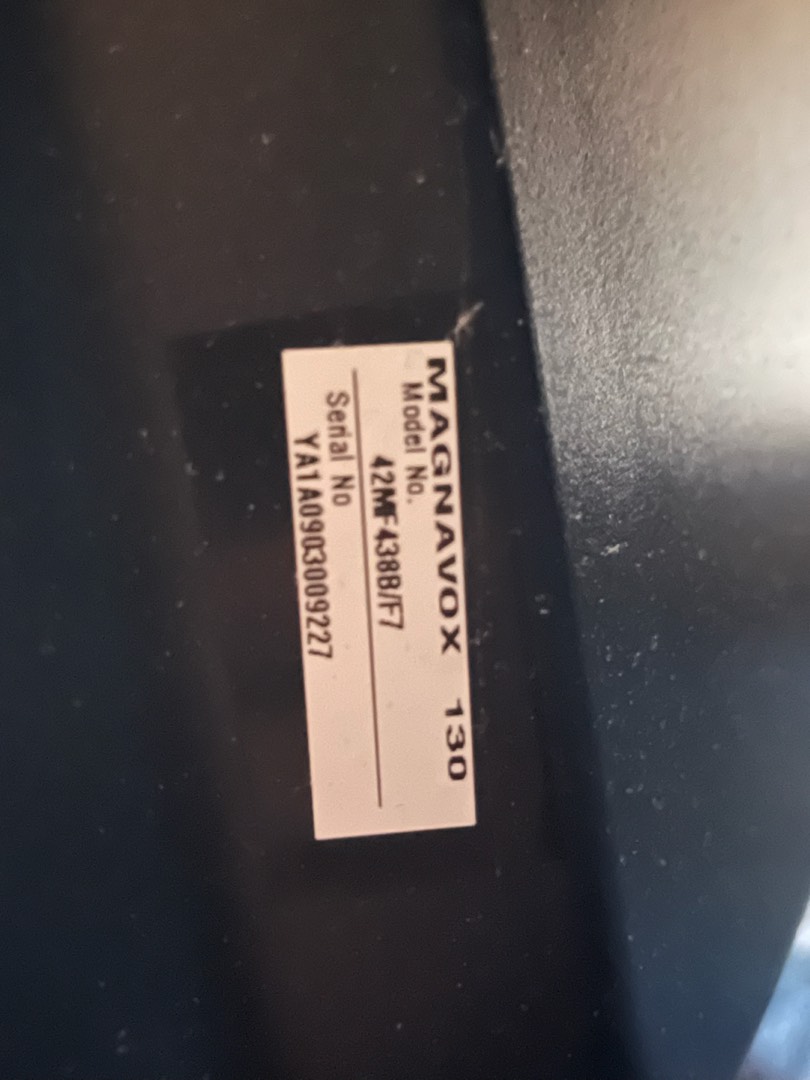 MAGNAVOX 130
Model No.
42MF438B/F7
Serial No
YA1A0903009227